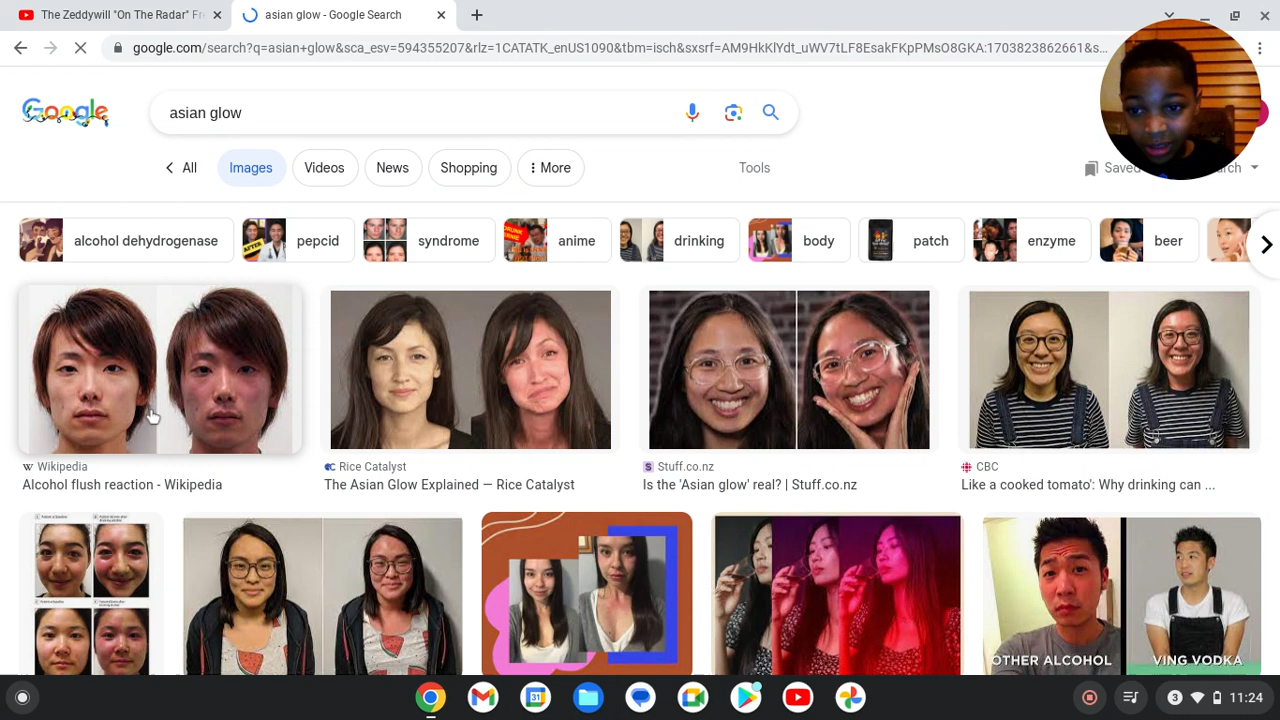 The Zeddywill "On The Radar" Fr
asian glow - Google Search
google.com/search?q=asian+glow&sca_esv=594355207&rlz=1CATATK_enUS1090&tbm=isch&sxsrf=AM9HkKlYdt_uWV7tLF8EsakFKpPMsO8GKA:1703823862661&s...
Google
asian glow
All
Images
Videos
News
Shopping
More
Tools
Saved
alcohol dehydrogenase
pepcid
syndrome
anime
drinking
body
patch
enzyme
beer
W Wikipedia
Alcohol flush reaction - Wikipedia
Rice Catalyst
The Asian Glow Explained — Rice Catalyst
S Stuff.co.nz
Is the 'Asian glow' real? | Stuff.co.nz
CBC
Like a cooked tomato': Why drinking can ...
OTHER ALCOHOL
VING VODKA
31
3
11:24